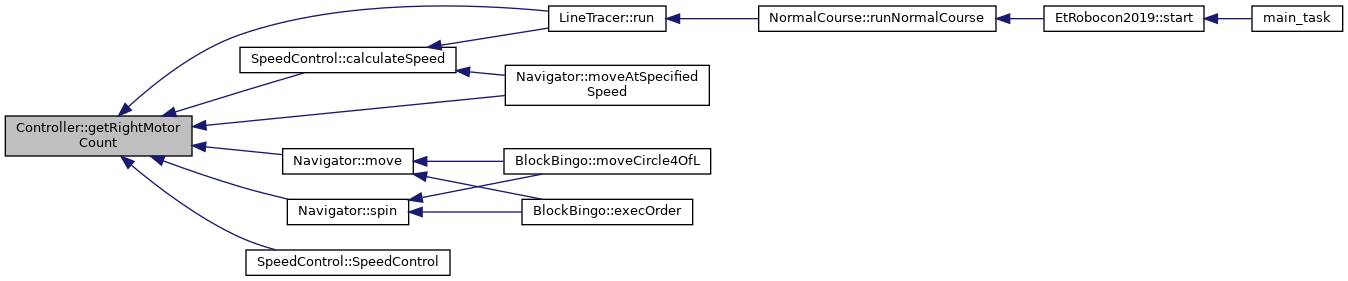 LineTracer::run
NormalCourse::runNormalCourse
EtRobocon2019::start
main_task
SpeedControl::calculateSpeed
Navigator::moveAtSpecified
Speed
Controller::getRightMotor
Count
Navigator::move
BlockBingo::moveCircle4OfL
Navigator::spin
BlockBingo::execOrder
SpeedControl::SpeedControl